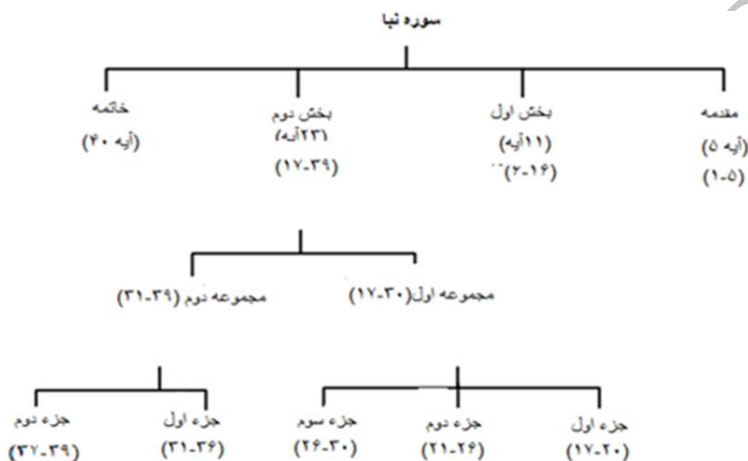 سوره نبا
مقدمه
(آیه ۵)
(۱-۵)
بخش اول
(۱۱آیه)
(۶-۱۶)
بخش دوم
(۲۳آیه)
(۱۷-۳۹)
خاتمه
(آیه ۴۰)
مجموعه اول(۱۷-۳۰)
مجموعه دوم (۳۱-۳۹)
جزء اول
(۱۷-۲۰)
جزء دوم
(۲۱-۲۶)
جزء سوم
(۲۶-۳۰)
جزء اول
(۳۱-۳۶)
جزء دوم
(۳۷-۳۹)